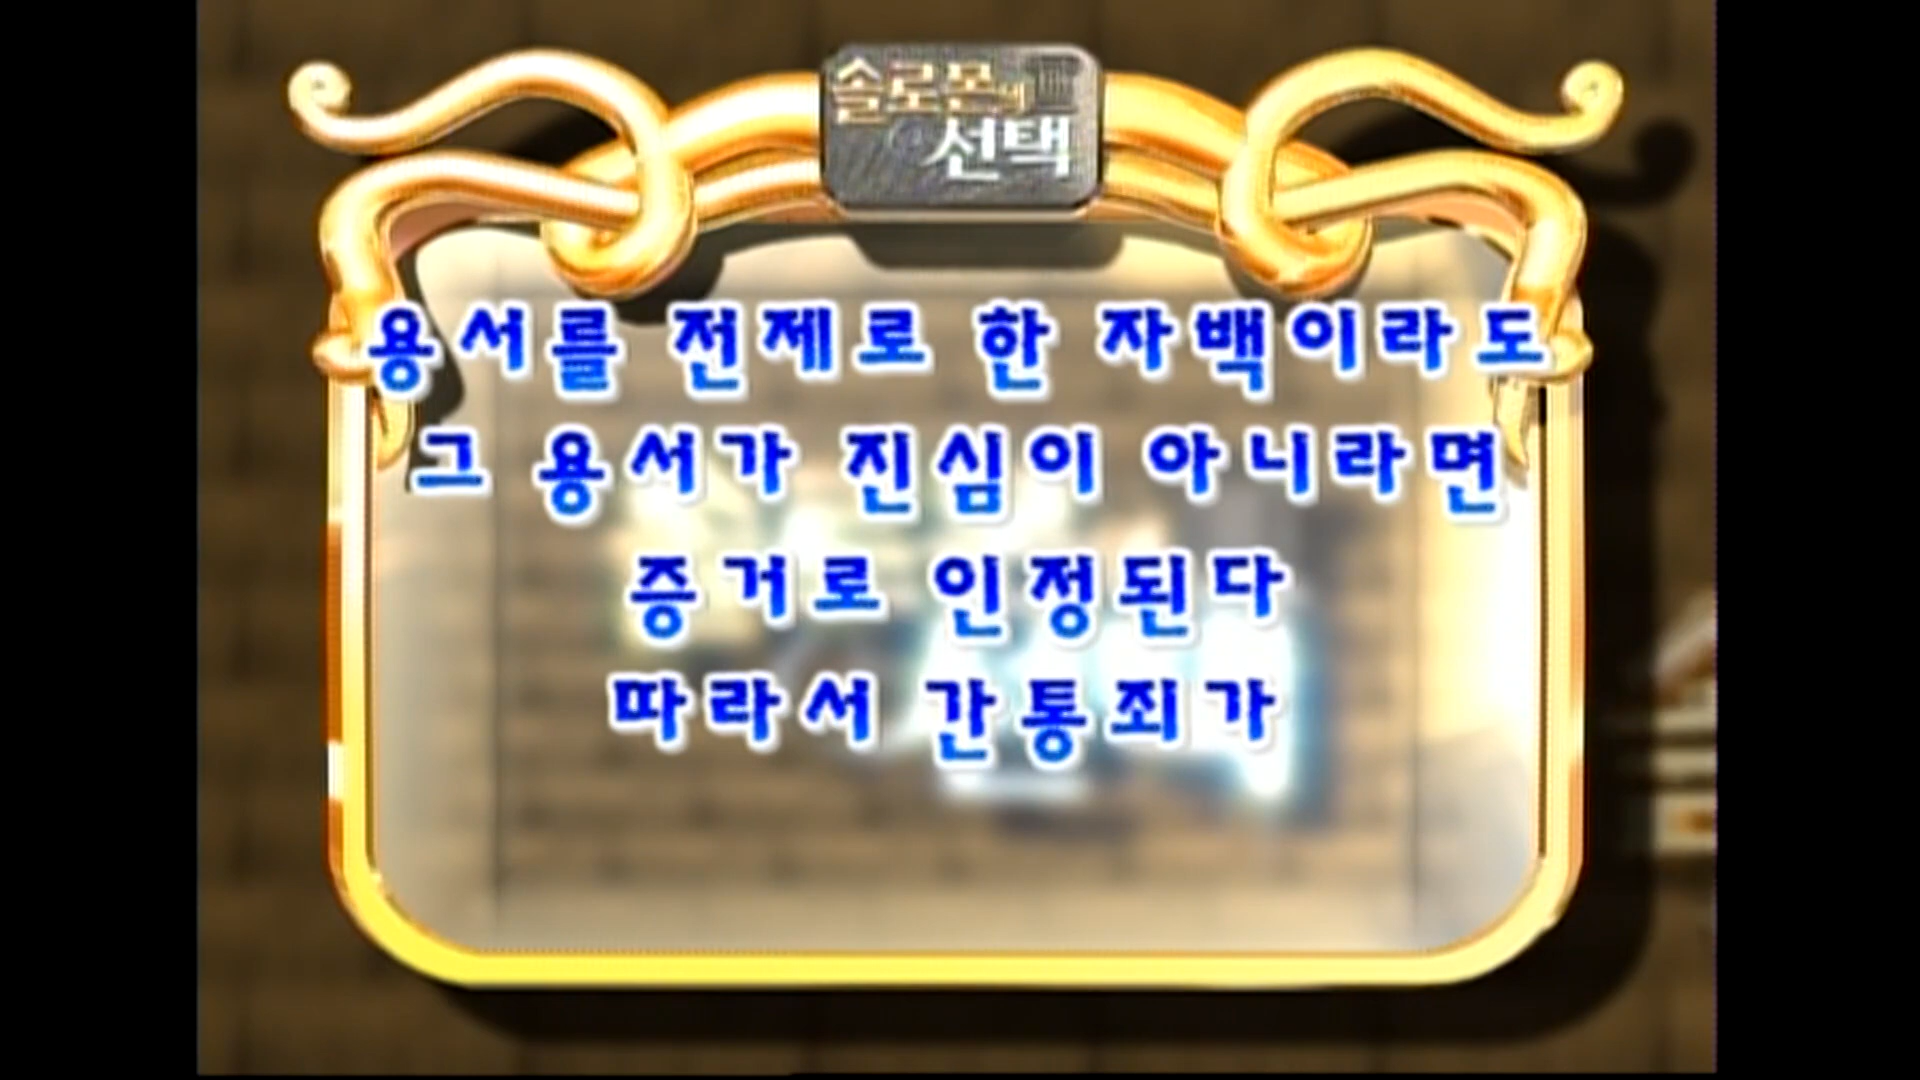 솔로몬의
선택
용서를 전제로 한 자백이라도
그 용서가 진심이 아니라면
증거로 인정된다
따라서 간통죄가